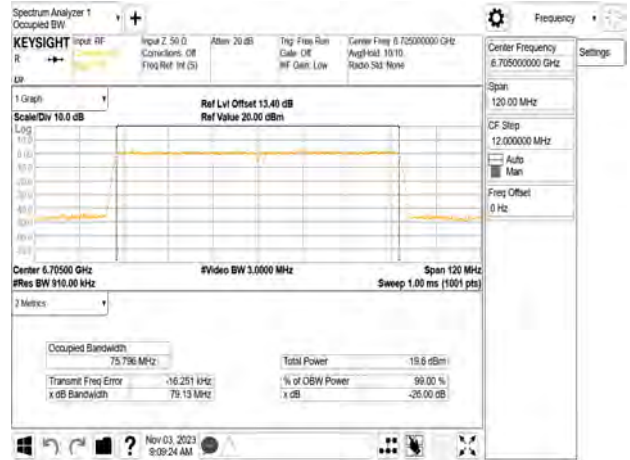 Spectrum Analyzer 1
Occupied BW
Frequency
KEYSIGHT Input: RF
R
Input Z: 50 Ω
Corrections: Off
Freq Ref: Int (S)
Atten: 20 dB
Trig: Free Run
Gate: Off
#IF Gain: Low
Center Freq: 6.705000000 GHz
Avg|Hold: 10/10
Radio Std: None
Center Frequency
6.705000000 GHz
Settings
Span
120.00 MHz
CF Step
12.000000 MHz
Auto
Man
Freq Offset
0 Hz
1 Graph
Scale/Div 10.0 dB
Ref Lvl Offset 13.40 dB
Ref Value 20.00 dBm
Log
Center 6.70500 GHz
#Res BW 910.00 kHz
#Video BW 3.0000 MHz
Span 120 MHz
Sweep 1.00 ms (1001 pts)
2 Metrics
Occupied Bandwidth
75.796 MHz
Total Power 19.6 dBm
Transmit Freq Error -16.251 kHz
% of OBW Power 99.00 %
x dB Bandwidth 79.13 MHz
x dB -26.00 dB
?
Nov 03, 2023
9:09:24 AM